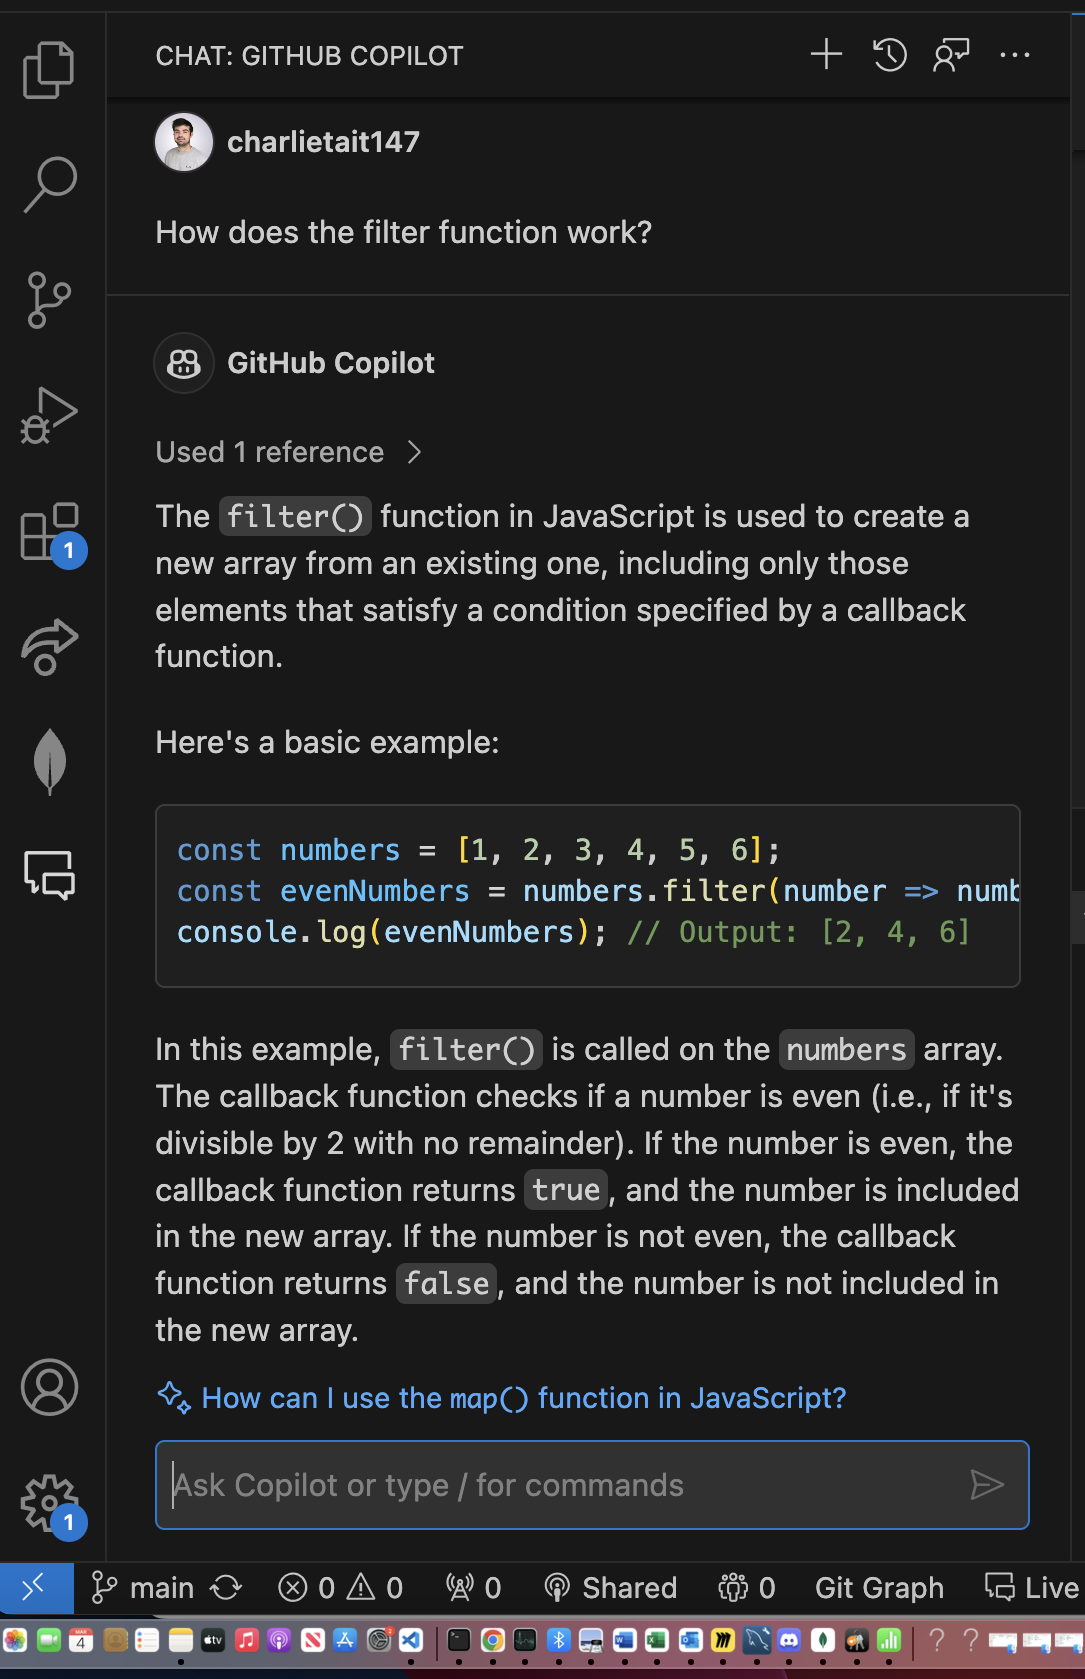 CHAT: GITHUB COPILOT
charlietait147
How does the filter function work?
GitHub Copilot
Used 1 reference
The filter() function in JavaScript is used to create a
new array from an existing one, including only those
elements that satisfy a condition specified by a callback
function.
Here's a basic example:
const numbers = [1, 2, 3, 4, 5, 6];
const evenNumbers = numbers.filter(number => numb
console.log(evenNumbers); // Output: [2, 4, 6]
In this example, filter() is called on the numbers array.
The callback function checks if a number is even (i.e., if it's
divisible by 2 with no remainder). If the number is even, the
callback function returns true, and the number is included
in the new array. If the number is not even, the callback
function returns false, and the number is not included in
the new array.
How can I use the map() function in JavaScript?
Ask Copilot or type / for commands
1
1
main 0 0 0 Shared 0 Git Graph Live
MAR
4
tv